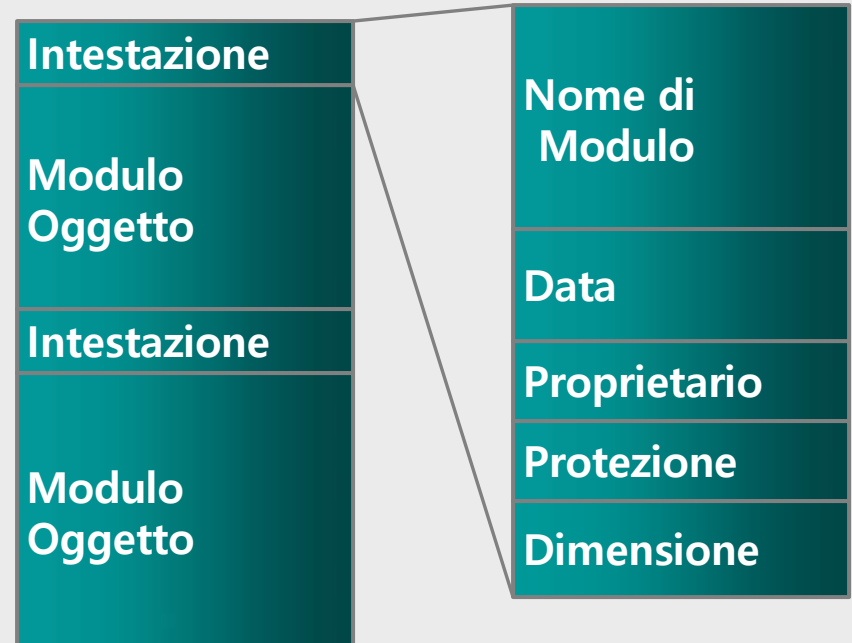 Intestazione
Modulo
Oggetto
Intestazione
Modulo
Oggetto
Nome di
Modulo
Data
Proprietario
Protezione
Dimensione